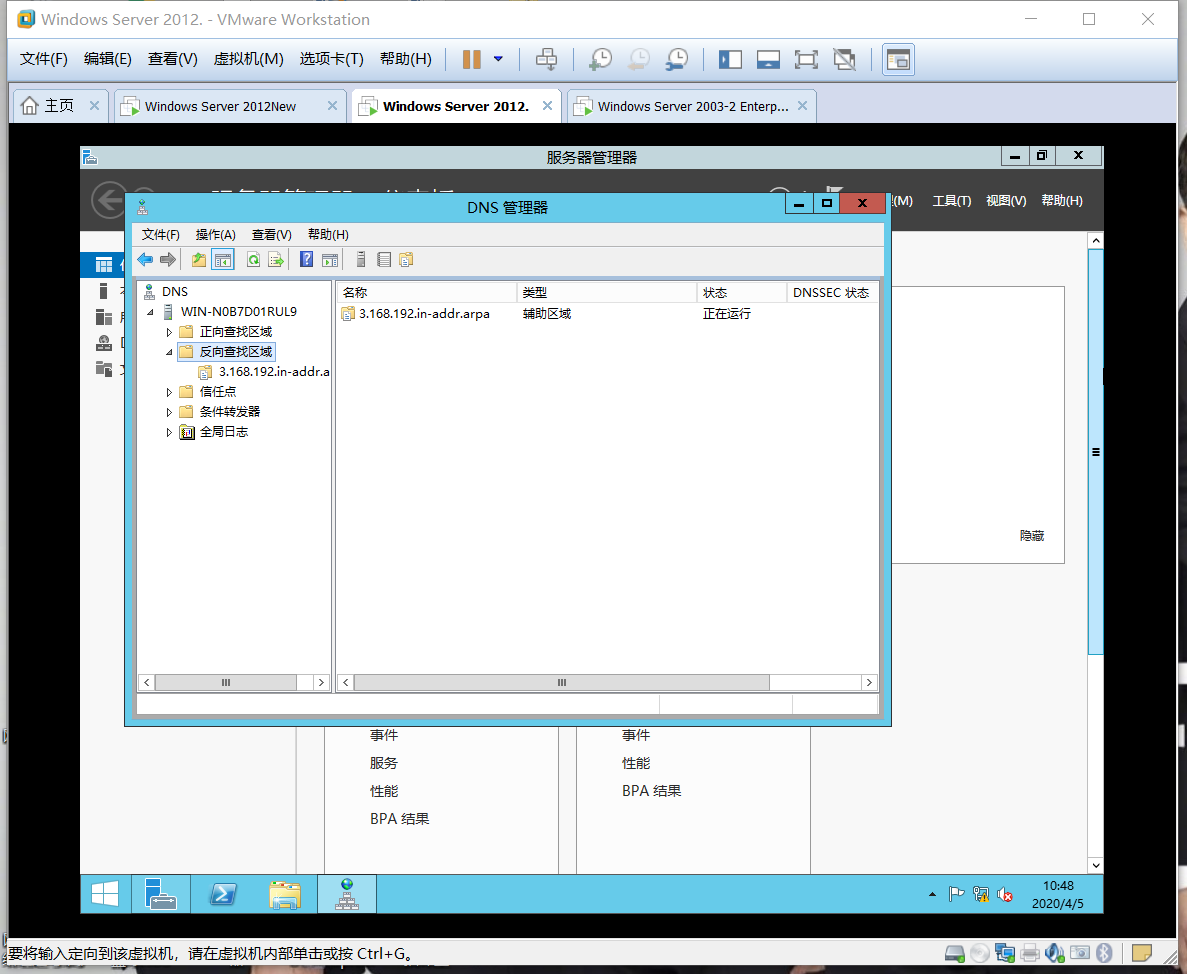 Windows Server 2012. - VMware Workstation
文件(F) 编辑(E) 查看(V) 虚拟机(M) 选项卡(T) 帮助(H)
主页 Windows Server 2012New Windows Server 2012. Windows Server 2003-2 Enterp...
服务器管理器
(M) 工具(T) 视图(V) 帮助(H)
DNS 管理器
文件(F) 操作(A) 查看(V) 帮助(H)
DNS
WIN-N0B7D01RUL9
正向查找区域
反向查找区域
3.168.192.in-addr.a
信任点
条件转发器
全局日志
名称 类型 状态 DNSSEC 状态
3.168.192.in-addr.arpa 辅助区域 正在运行
隐藏
事件
服务
性能
BPA 结果
事件
性能
BPA 结果
10:48
2020/4/5
要将输入定向到该虚拟机，请在虚拟机内部单击或按 Ctrl+G。